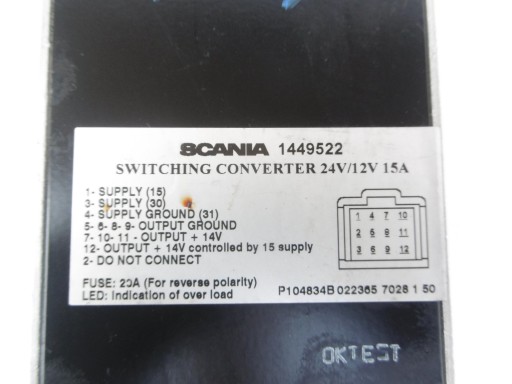 SCANIA 1449522
SWITCHING CONVERTER 24V/12V 15A
1- SUPPLY (15)
3- SUPPLY (30)
4- SUPPLY GROUND (31)
5- 6- 8- 9- OUTPUT GROUND
7- 10- 11 - OUTPUT + 14V
12- OUTPUT + 14V controlled by 15 supply
2- DO NOT CONNECT
1 4 7 10
2 5 8 11
3 6 9 12
FUSE: 20A (For reverse polarity)
LED: Indication of over load
P104834B 022365 7028 1 50
OKTEST